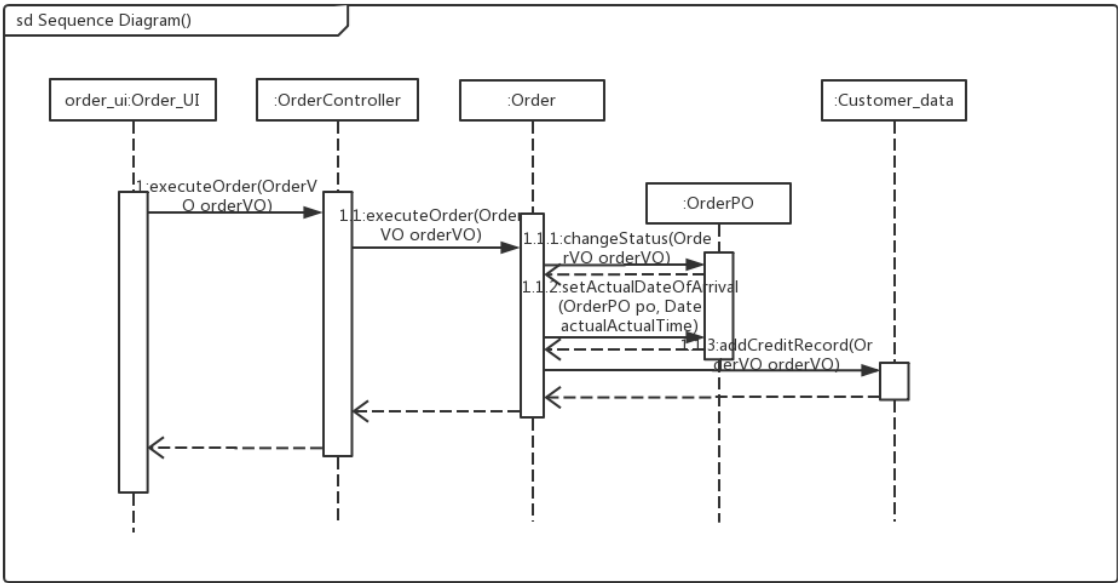 sd Sequence Diagram()
order_ui:Order_UI
:OrderController
:Order
:Customer_data
:OrderPO
1:executeOrder(OrderV
O orderVO)
1.1:executeOrder(Order
VO orderVO)
1.1.1:changeStatus(Orde
rVO orderVO)
1.1.2:setActualDateOfArrival
(OrderPO po, Date
actualActualTime)
1.1.3:addCreditRecord(Or
derVO orderVO)